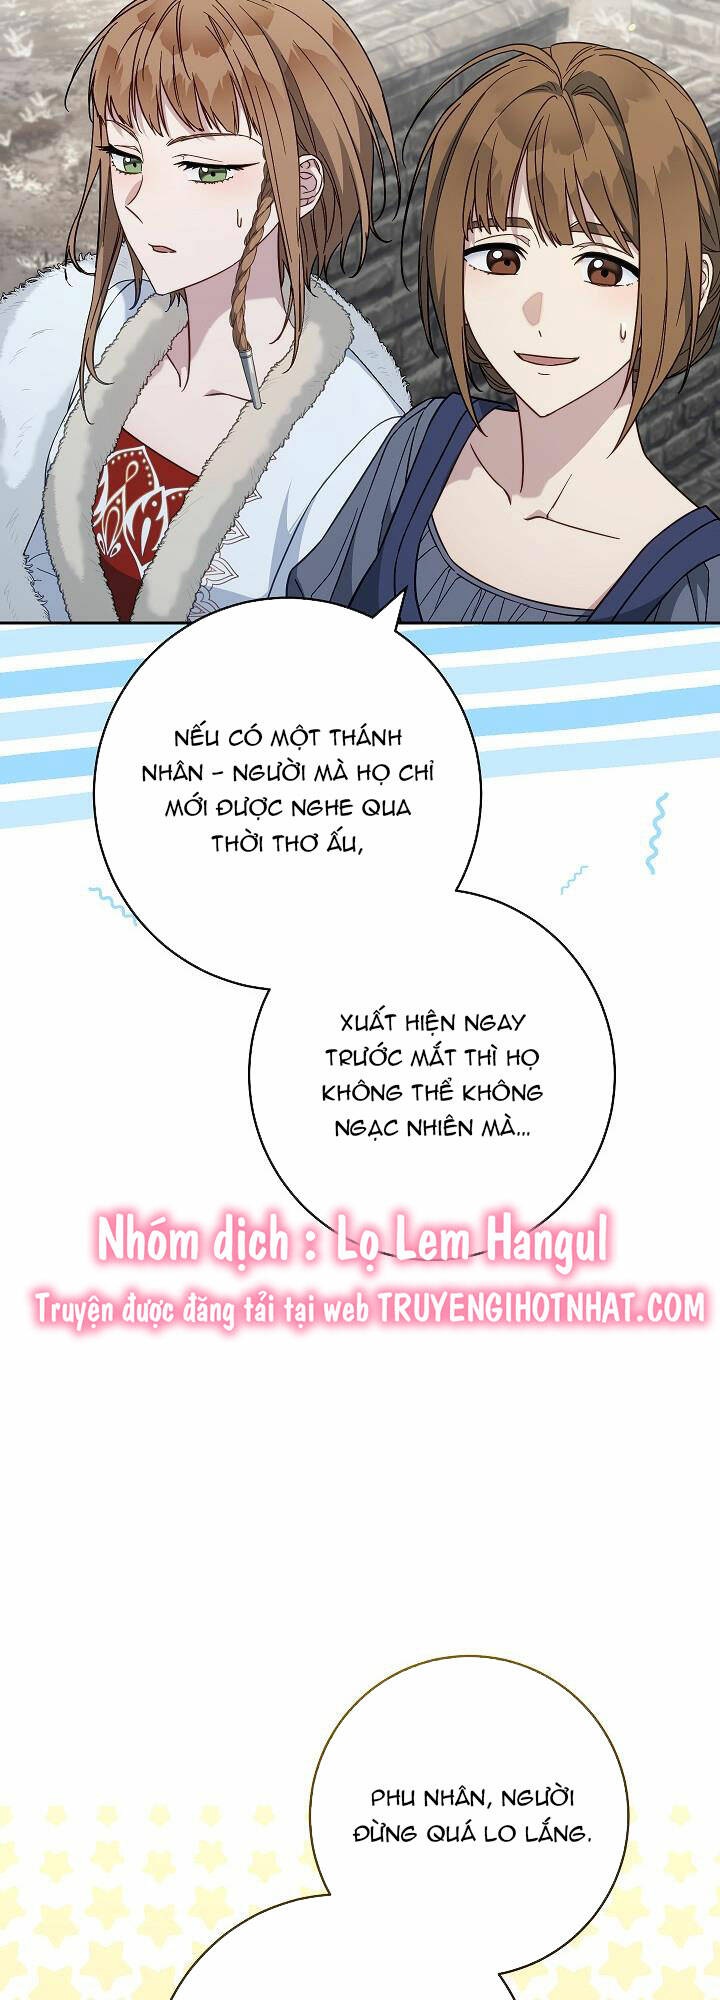 NẾU CÓ MỘT THÁNH
NHÂN - NGƯỜI MÀ HỌ CHỈ
MỚI ĐƯỢC NGHE QUA
THỜI THƠ ẤU,
XUẤT HIỆN NGAY
TRƯỚC MẮT THÌ HỌ
KHÔNG THỂ KHÔNG
NGẠC NHIÊN MÀ...
Nhóm dịch : Lọ Lem Hangul
Truyện được đăng tải tại web TRUYENGIHOTNHAT.COM
PHU NHÂN, NGƯỜI
ĐỪNG QUÁ LO LẮNG.